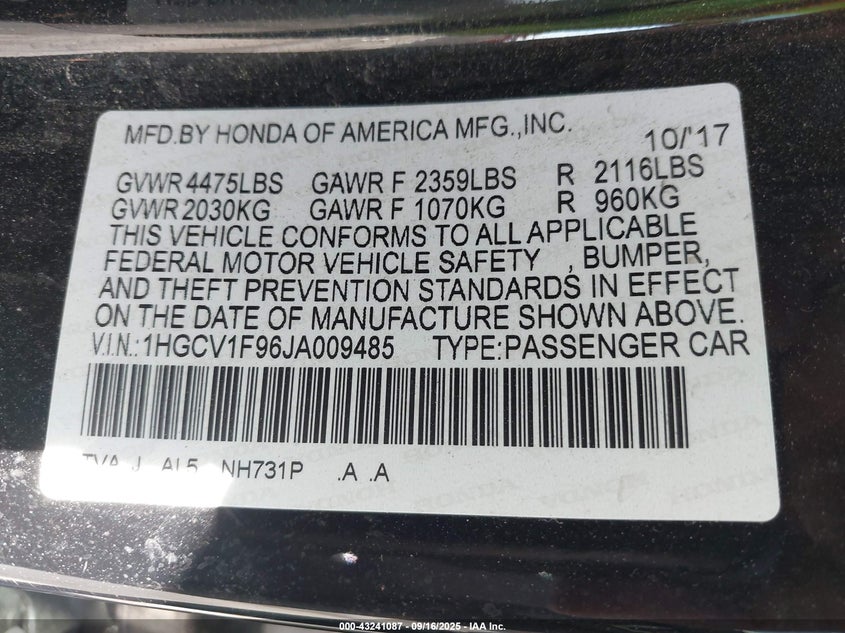 MFD.BY HONDA OF AMERICA MFG.,INC. 10/'17
GVWR 4475LBS GAWR F 2359LBS R 2116LBS
GVWR 2030KG GAWR F 1070KG R 960KG
THIS VEHICLE CONFORMS TO ALL APPLICABLE
FEDERAL MOTOR VEHICLE SAFETY , BUMPER,
AND THEFT PREVENTION STANDARDS IN EFFECT
ON THE DATE OF MANUFACTURE SHOWN ABOVE.
V.I.N.:1HGCV1F96JA009485 TYPE:PASSENGER CAR
TVA J AL5 NH731P .A .A
000-43241087 - 09/16/2025 - IAA Inc.